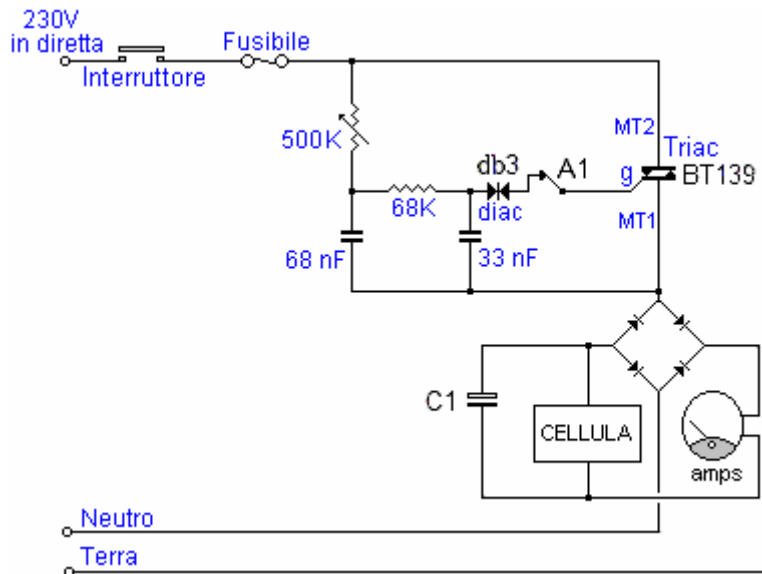 230V
in diretta
Interruttore
Fusibile
500K
68K
db3
diac
A1
MT2
Triac
g
BT139
MT1
68 nF
33 nF
C1
CELLULA
amps
Neutro
Terra